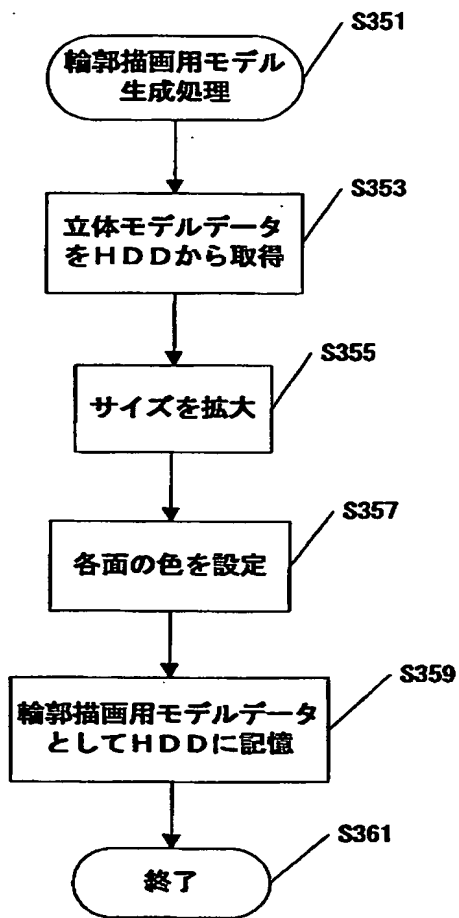 S351
輪郭描画用モデル
生成処理
S353
立体モデルデータ
をHDDから取得
S355
サイズを拡大
S357
各面の色を設定
S359
輪郭描画用モデルデータ
としてHDDに記憶
S361
終了